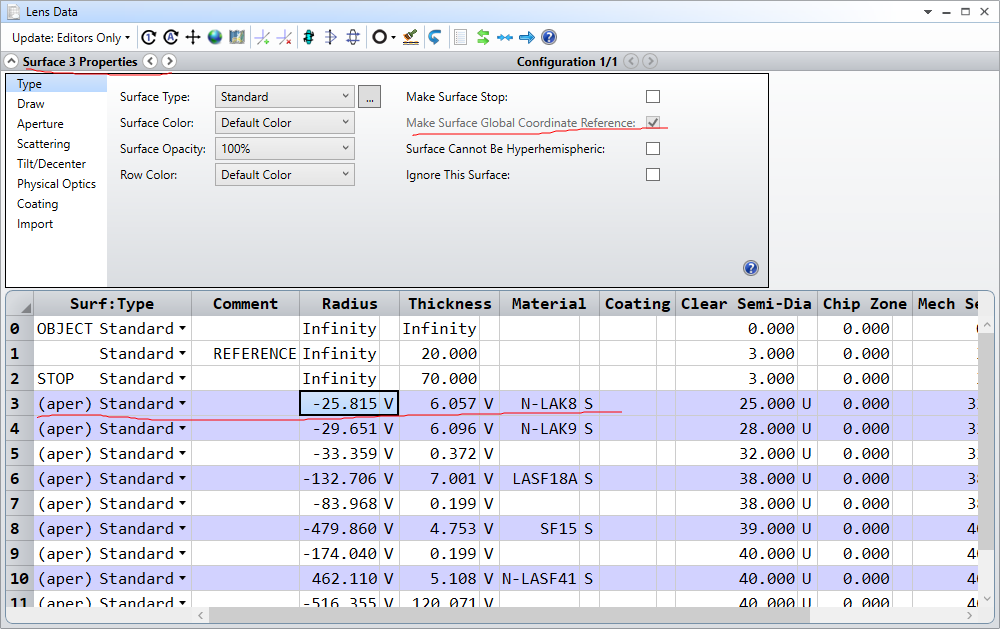 Lens Data
Update: Editors Only
Surface 3 Properties Configuration 1/1
Type
Draw
Aperture
Scattering
Tilt/Decenter
Physical Optics
Coating
Import
Surface Type: Standard ... Make Surface Stop:
Surface Color: Default Color Make Surface Global Coordinate Reference:
Surface Opacity: 100% Surface Cannot Be Hyperhemispheric:
Row Color: Default Color Ignore This Surface:
Surf:Type Comment Radius Thickness Material Coating Clear Semi-Dia Chip Zone Mech Se
0 OBJECT Standard Infinity Infinity 0.000 0.000
1 Standard REFERENCE Infinity 20.000 3.000 0.000
2 STOP Standard Infinity 70.000 3.000 0.000
3 (aper) Standard -25.815 V 6.057 V N-LAK8 S 25.000 U 0.000
4 (aper) Standard -29.651 V 6.096 V N-LAK9 S 28.000 U 0.000
5 (aper) Standard -33.359 V 0.372 V 32.000 U 0.000
6 (aper) Standard -132.706 V 7.001 V LASF18A S 38.000 U 0.000
7 (aper) Standard -83.968 V 0.199 V 38.000 U 0.000
8 (aper) Standard -479.860 V 4.753 V SF15 S 39.000 U 0.000
9 (aper) Standard -174.040 V 0.199 V 40.000 U 0.000
10 (aper) Standard 462.110 V 5.108 V N-LASF41 S 40.000 U 0.000
11 (aper) Standard -516.355 V 120.071 V 40.000 U 0.000